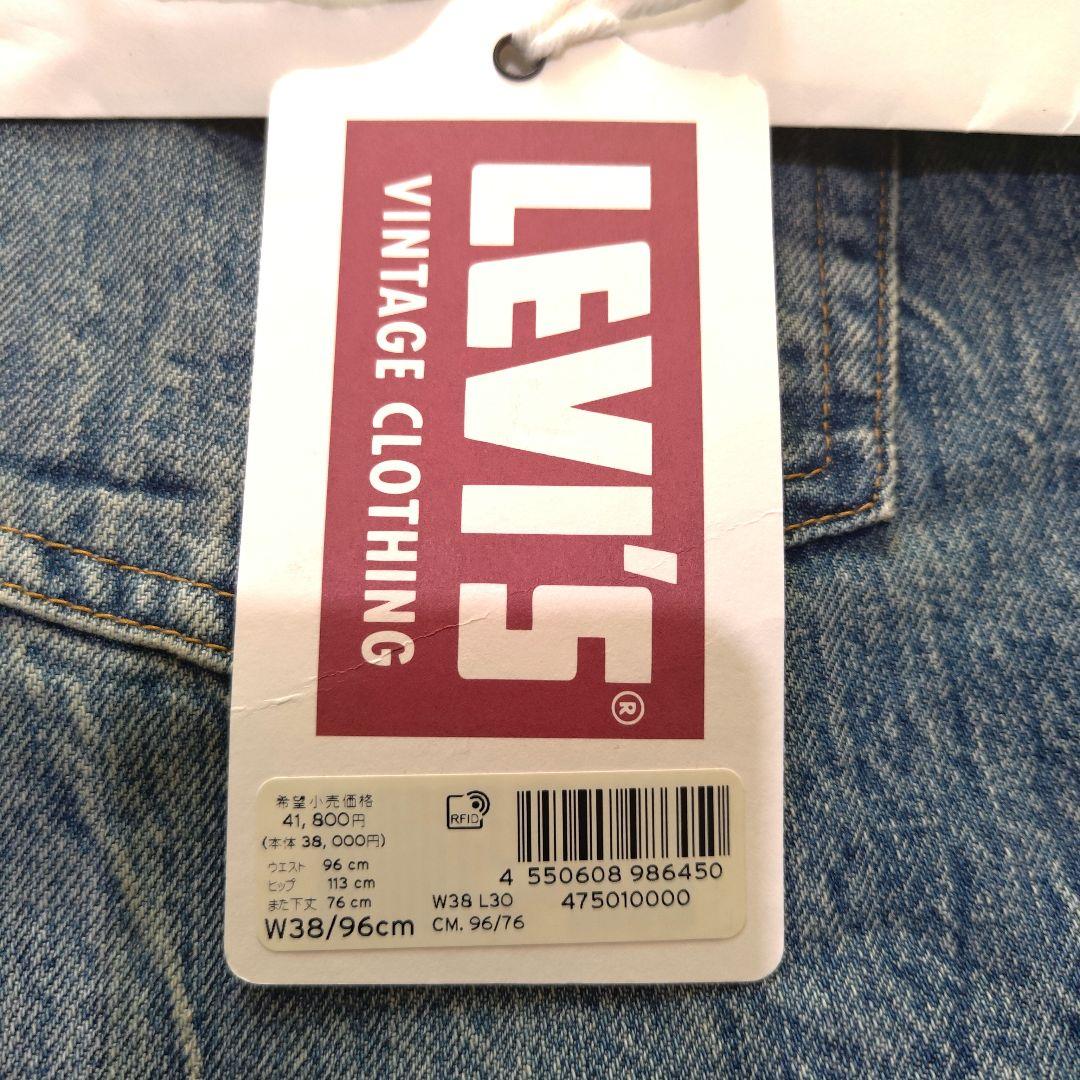 LEVI'S®
VINTAGE CLOTHING
希望小売価格
41,800円
(本体 38,000円)
ウエスト 96 cm
ヒップ 113 cm
また下丈 76 cm
W38/96cm
RFID
W38 L30
CM. 96/76
4 550608 986450
475010000